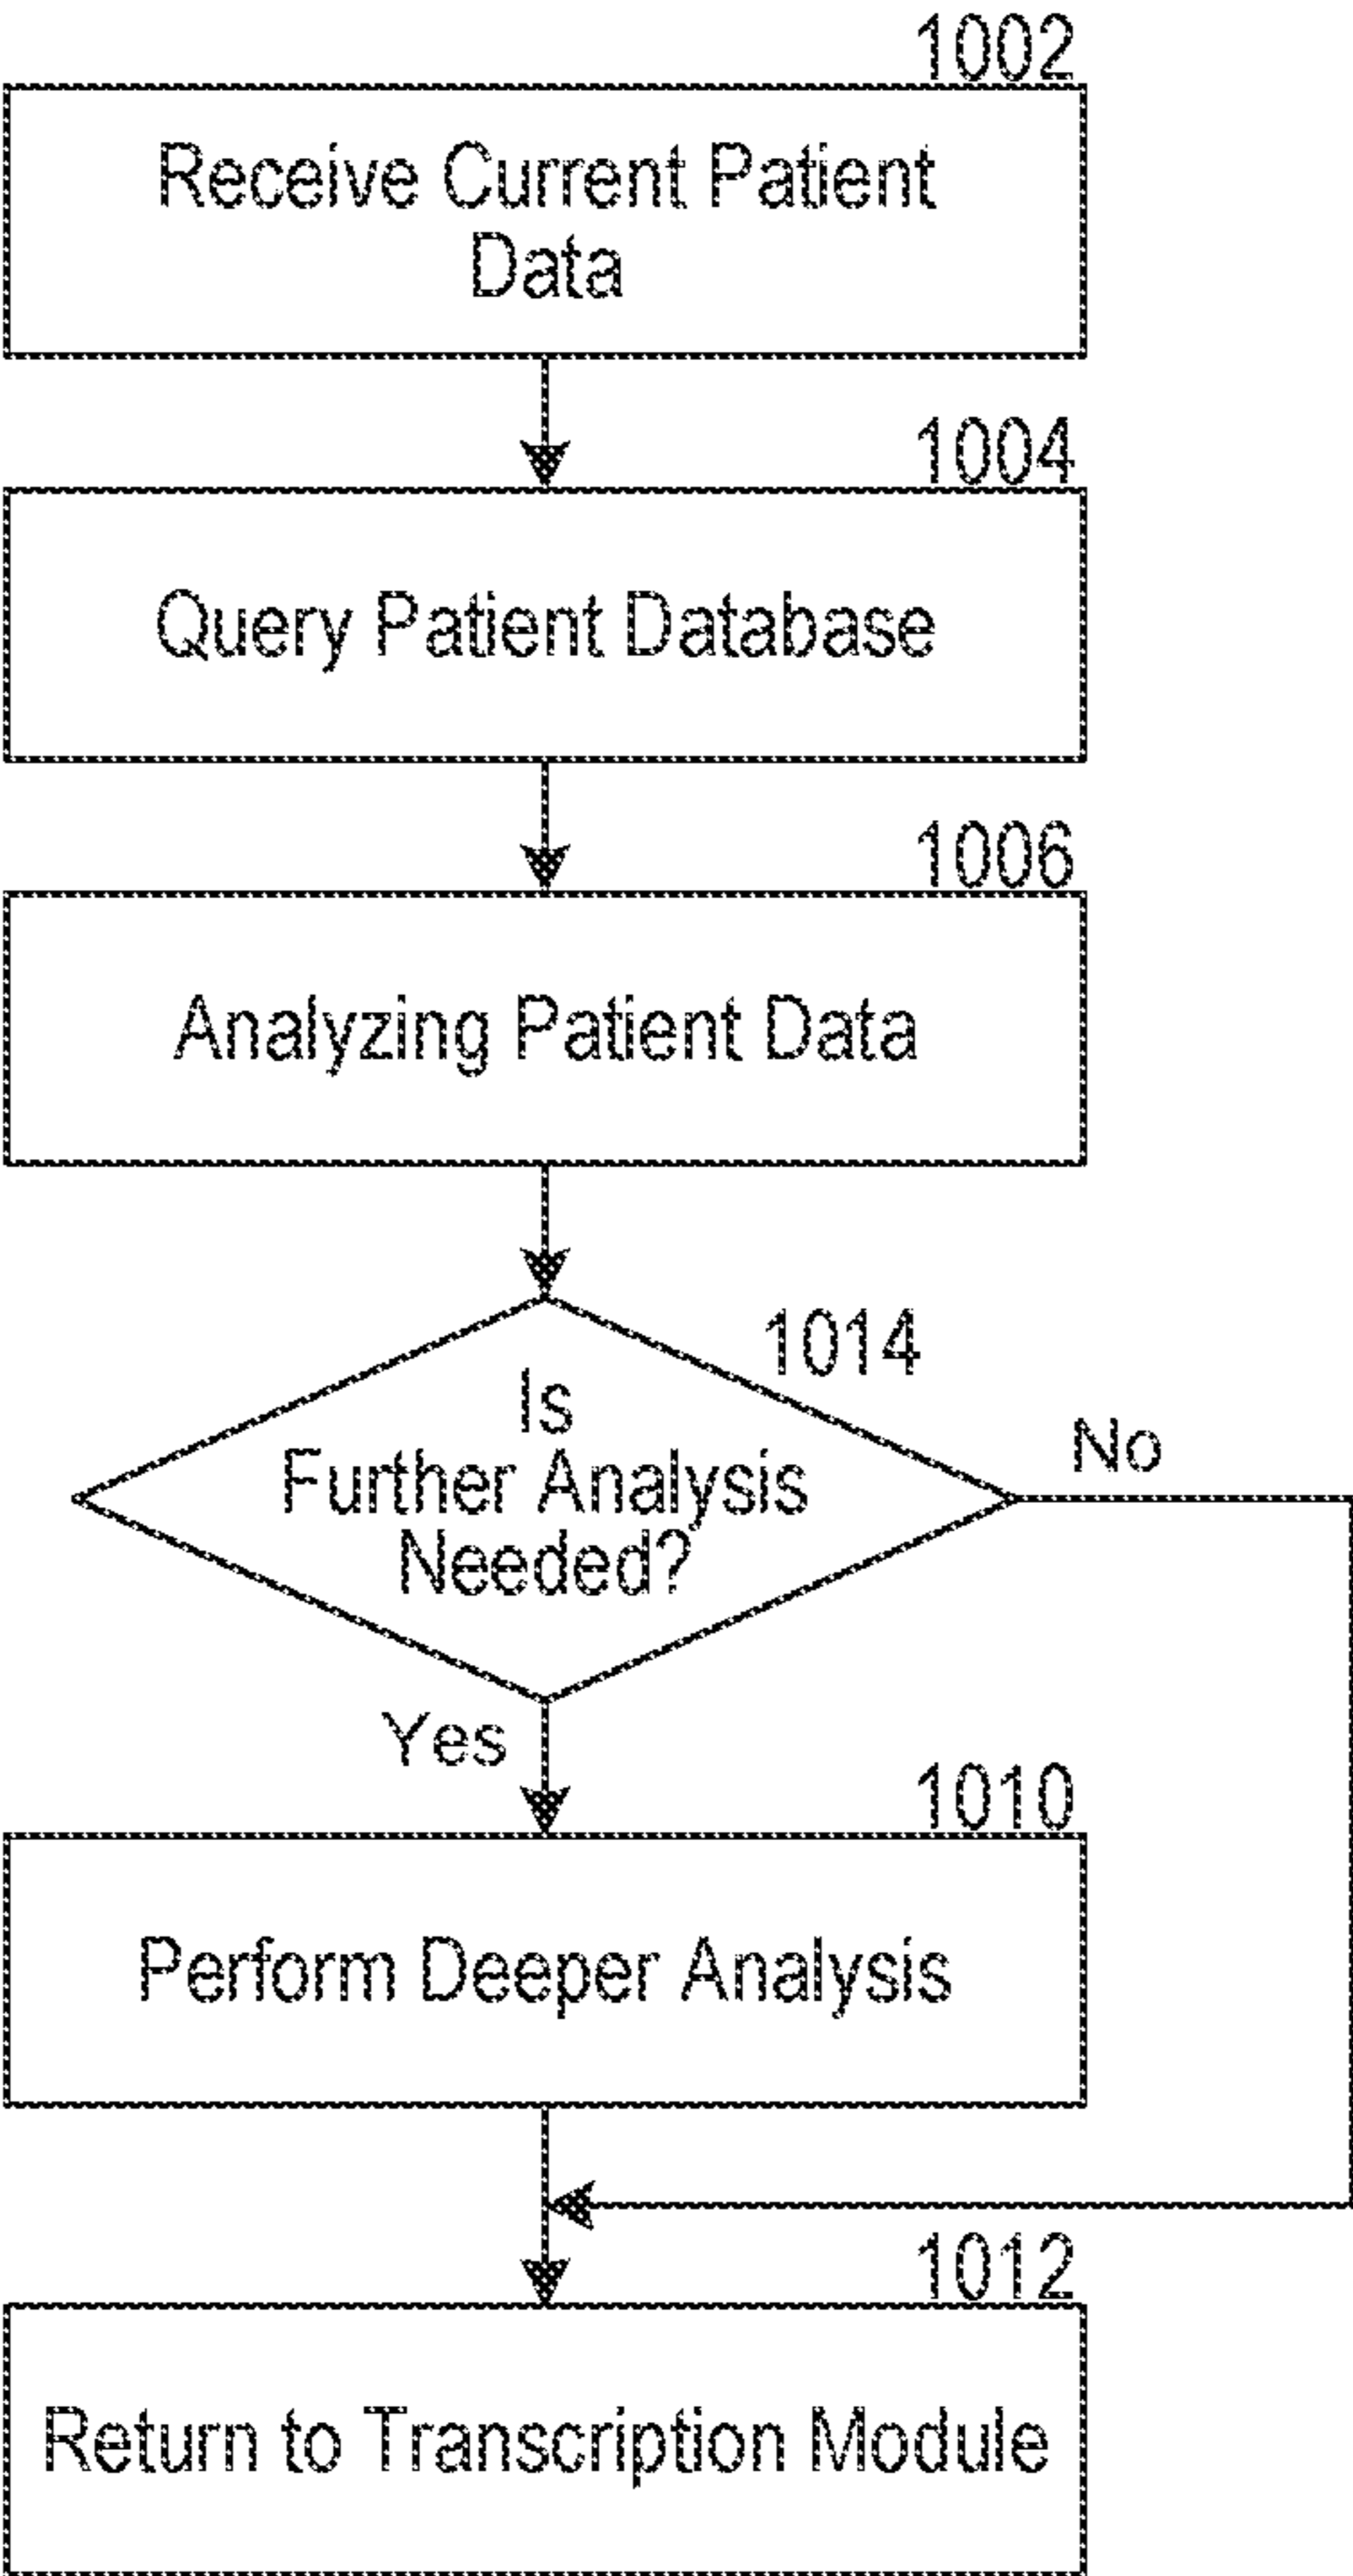 1002
Receive Current Patient
Data
1004
Query Patient Database
1006
Analyzing Patient Data
1014
Is
Further Analysis
Needed?
No
Yes
1010
Perform Deeper Analysis
1012
Return to Transcription Module